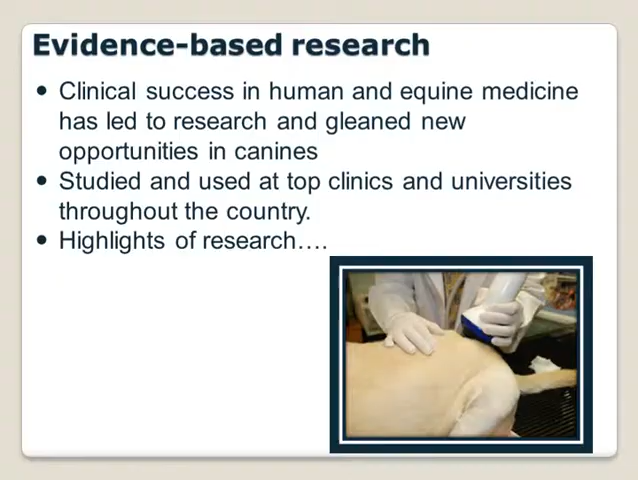 Evidence-based research
• Clinical success in human and equine medicine
has led to research and gleaned new
opportunities in canines
• Studied and used at top clinics and universities
throughout the country.
• Highlights of research….